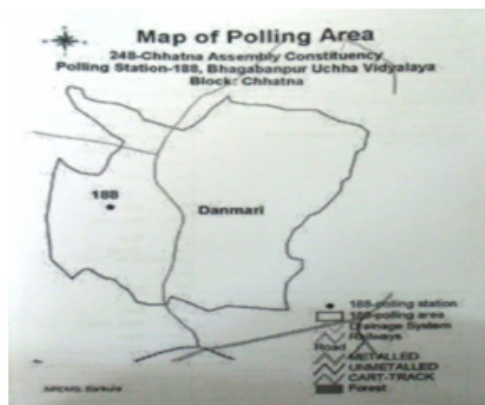 Map of Polling Area
248-Chhatna Assembly Constituency
Polling Station-188, Bhagabanpur Uchha Vidyalaya
Block: Chhatna
188
Danmari
188-polling station
188-polling area
Drainage System
Railways
Road
METALLED
UNMETALLED
CART-TRACK
Forest